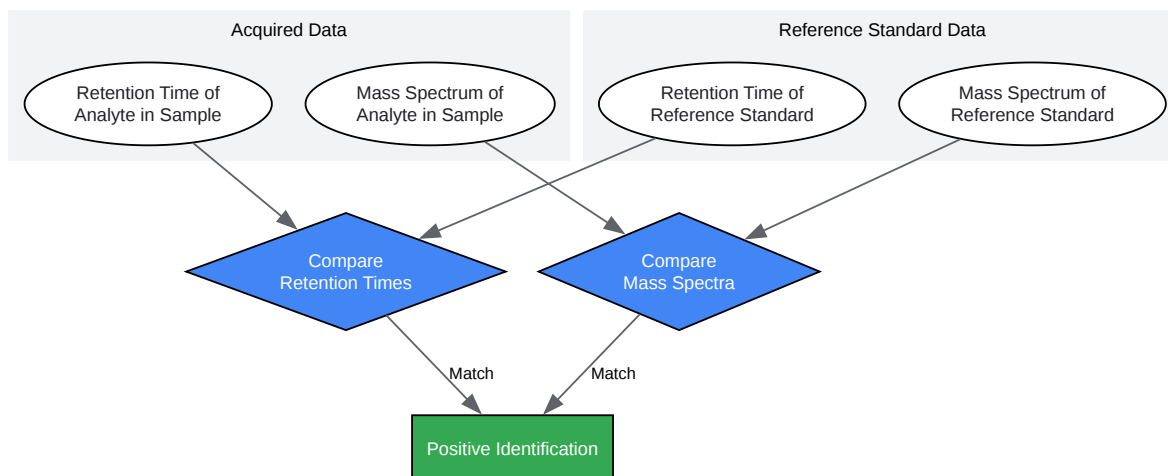 Acquired Data
Reference Standard Data
Retention Time of
Analyte in Sample
Mass Spectrum of
Analyte in Sample
Retention Time of
Reference Standard
Mass Spectrum of
Reference Standard
Compare
Retention Times
Compare
Mass Spectra
Match
Match
Positive Identification